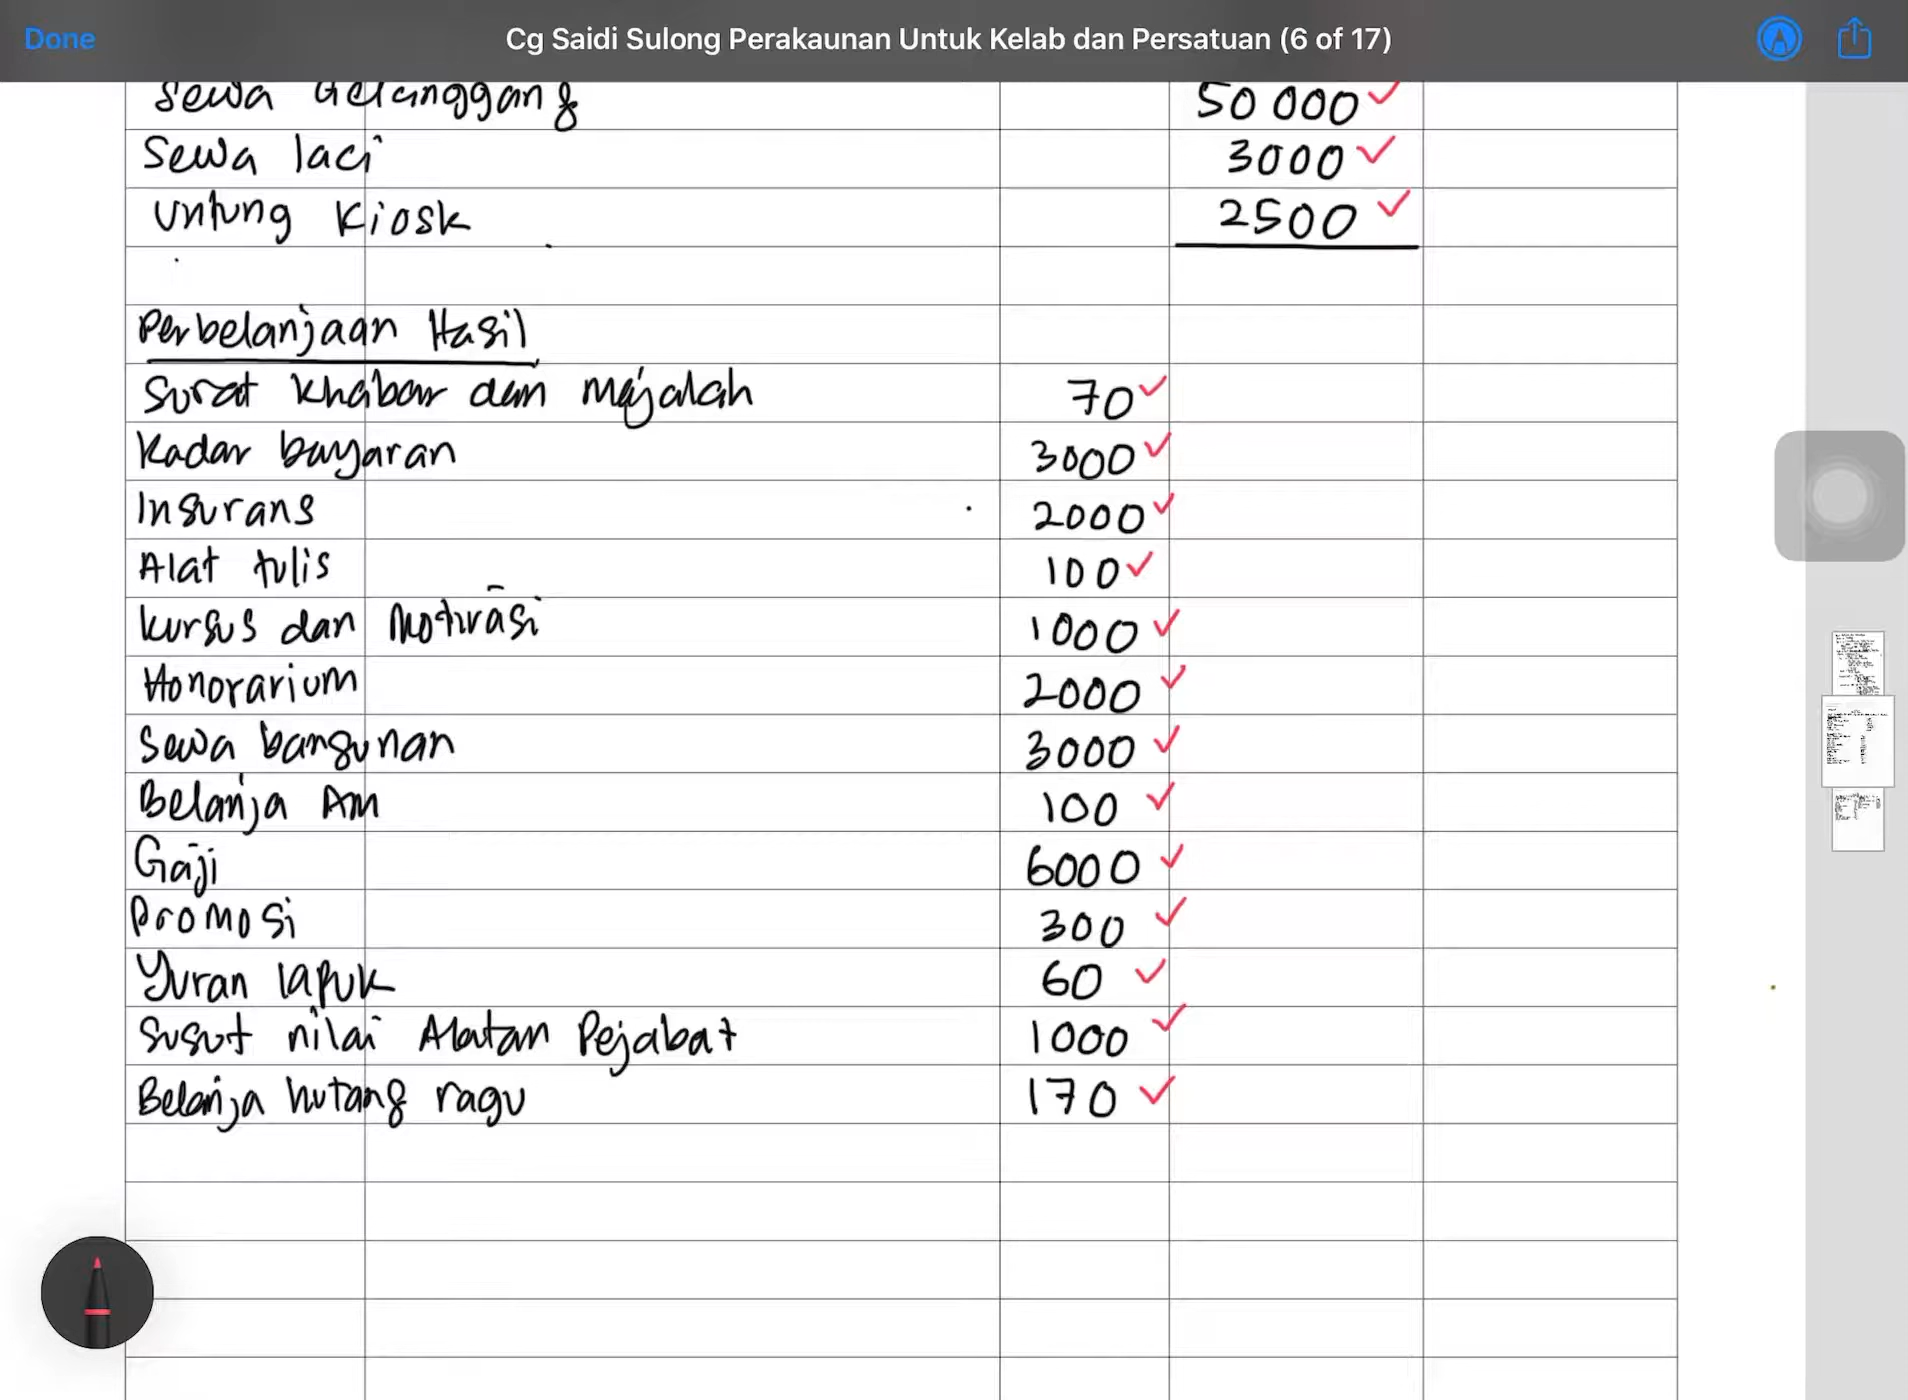 Done Cg Saidi Sulong Perakaunan Untuk Kelab dan Persatuan (6 of 17)
Sewa Gelanggang 50 000
Sewa laci 3000
Untung Kiosk 2500
Perbelanjaan Hasil
Surat khabar dan Majalah 70
Kadar bayaran 3000
Insurans 2000
Alat tulis 100
Kursus dan Motivasi 1000
Honorarium 2000
Sewa bangunan 3000
Belanja Am 100
Gaji 6000
Promosi 300
Yuran lapuk 60
Susut nilai Alatan Pejabat 1000
Belanja hutang ragu 170